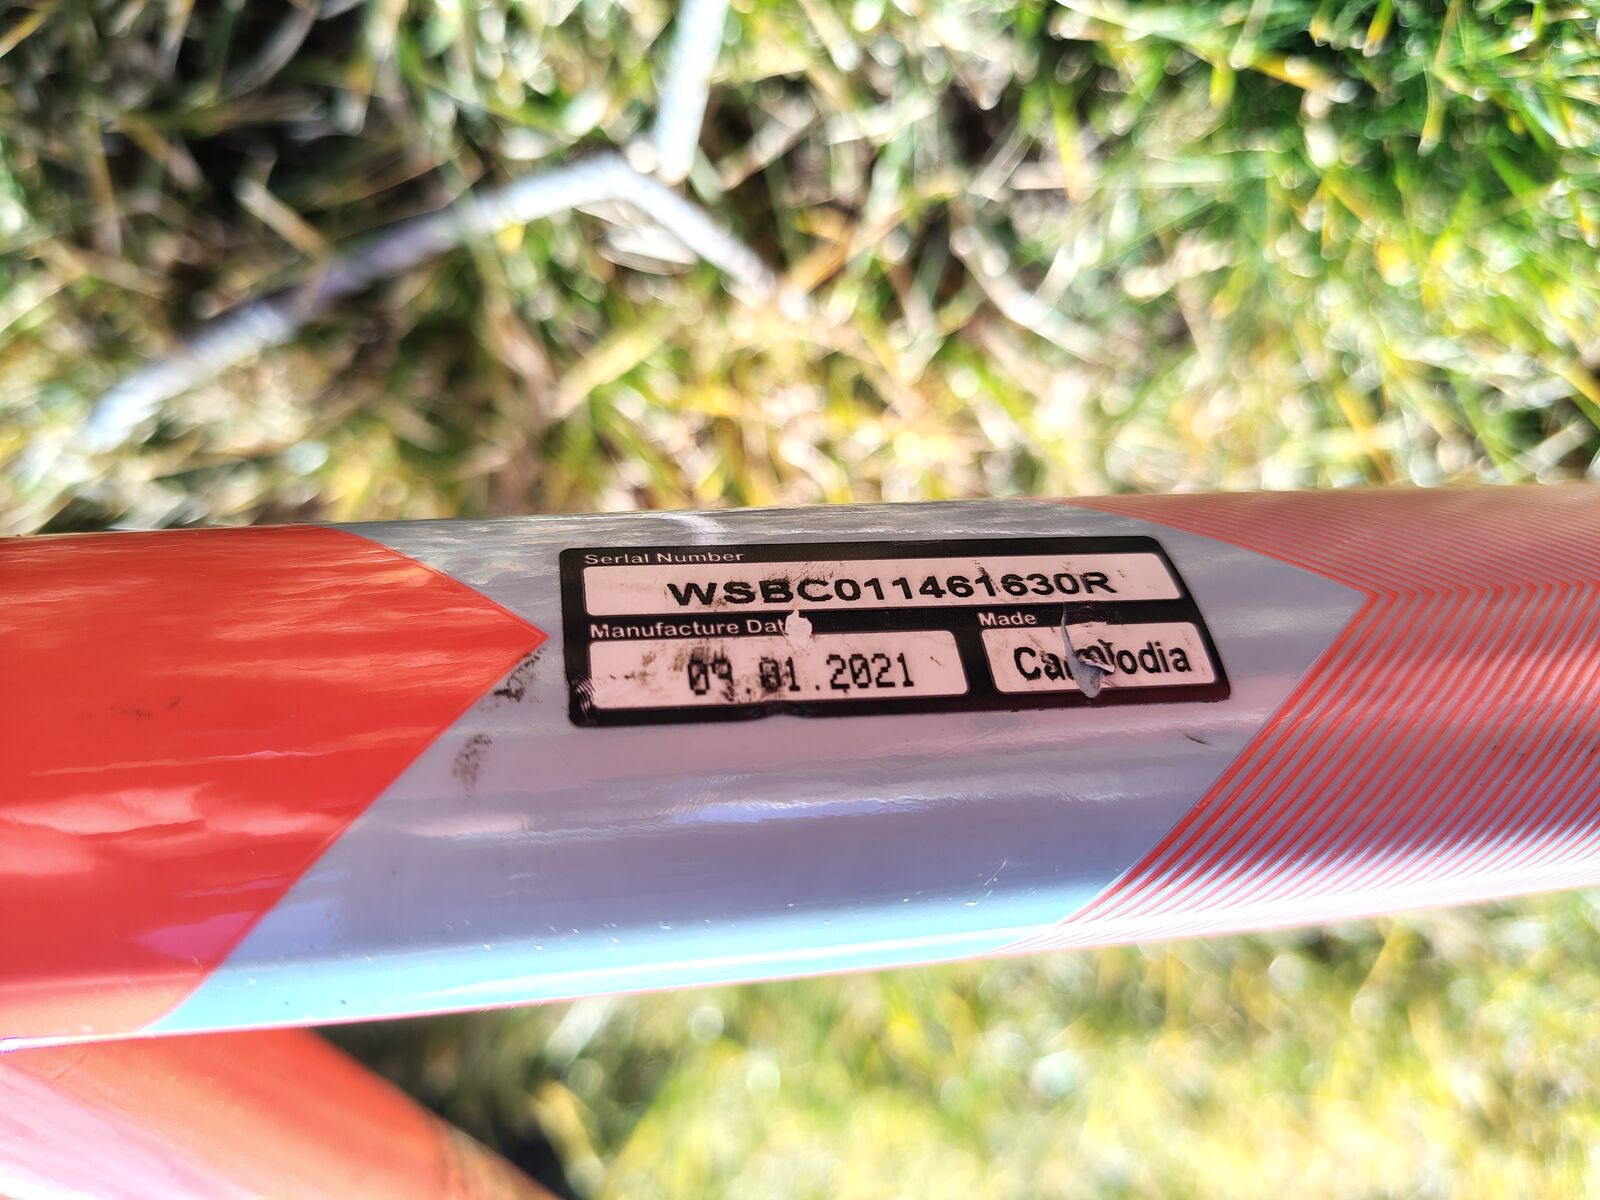 Serial Number
WSBC011461630R
Manufacture Date
09.01.2021
Made
Cambodia